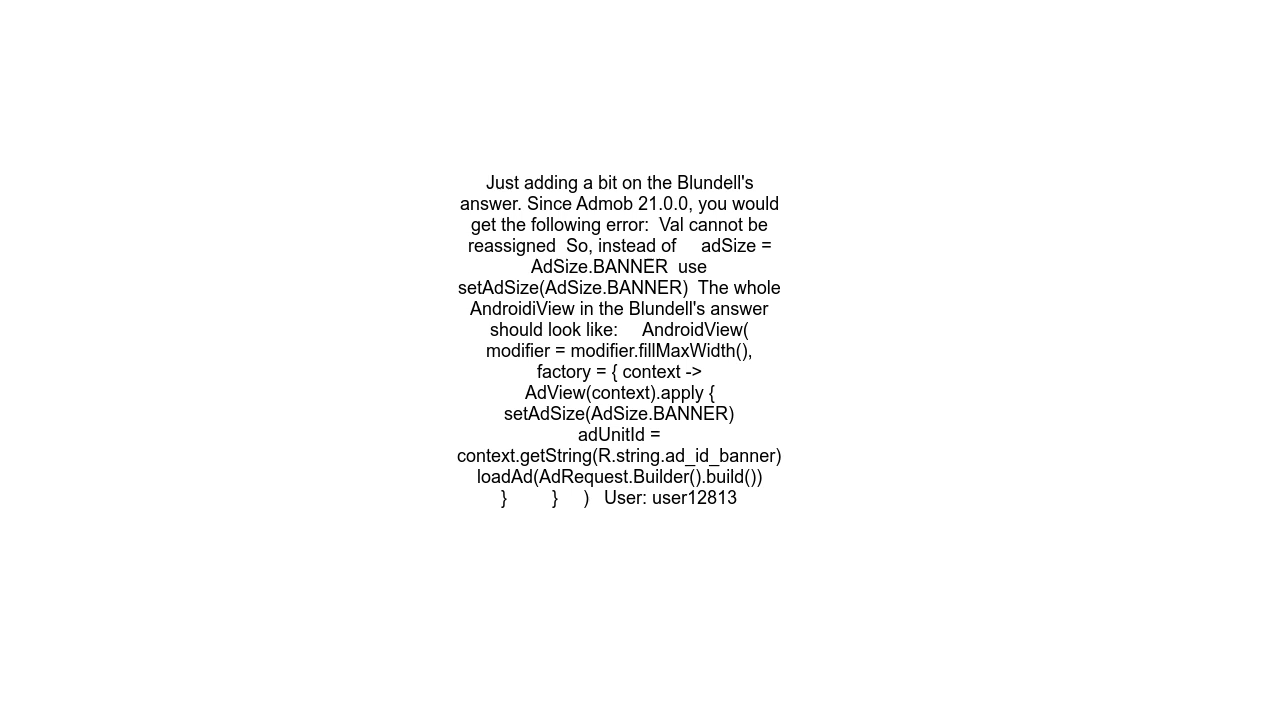 Just adding a bit on the Blundell's
answer. Since Admob 21.0.0, you would
get the following error:  Val cannot be
reassigned  So, instead of     adSize =
AdSize.BANNER  use
setAdSize(AdSize.BANNER)  The whole
AndroidiView in the Blundell's answer
should look like:     AndroidView(
modifier = modifier.fillMaxWidth(),
factory = { context ->
AdView(context).apply {
setAdSize(AdSize.BANNER)
adUnitId =
context.getString(R.string.ad_id_banner)
loadAd(AdRequest.Builder().build())
}         }     )   User: user12813